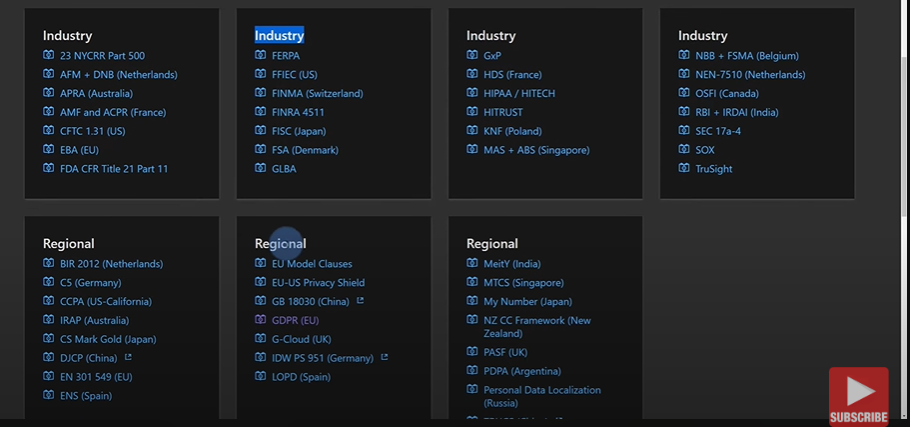 Industry
23 NYCRR Part 500
AFM + DNB (Netherlands)
APRA (Australia)
AMF and ACPR (France)
CFTC 1.31 (US)
EBA (EU)
FDA CFR Title 21 Part 11
Industry
FERPA
FFIEC (US)
FINMA (Switzerland)
FINRA 4511
FISC (Japan)
FSA (Denmark)
GLBA
Industry
GxP
HDS (France)
HIPAA / HITECH
HITRUST
KNF (Poland)
MAS + ABS (Singapore)
Industry
NBB + FSMA (Belgium)
NEN-7510 (Netherlands)
OSFI (Canada)
RBI + IRDAI (India)
SEC 17a-4
SOX
TruSight
Regional
BIR 2012 (Netherlands)
C5 (Germany)
CCPA (US-California)
IRAP (Australia)
CS Mark Gold (Japan)
DJCP (China)
EN 301 549 (EU)
ENS (Spain)
Regional
EU Model Clauses
EU-US Privacy Shield
GB 18030 (China)
GDPR (EU)
G-Cloud (UK)
IDW PS 951 (Germany)
LOPD (Spain)
Regional
MeitY (India)
MTCS (Singapore)
My Number (Japan)
NZ CC Framework (New
Zealand)
PASF (UK)
PDPA (Argentina)
Personal Data Localization
(Russia)
SUBSCRIBE